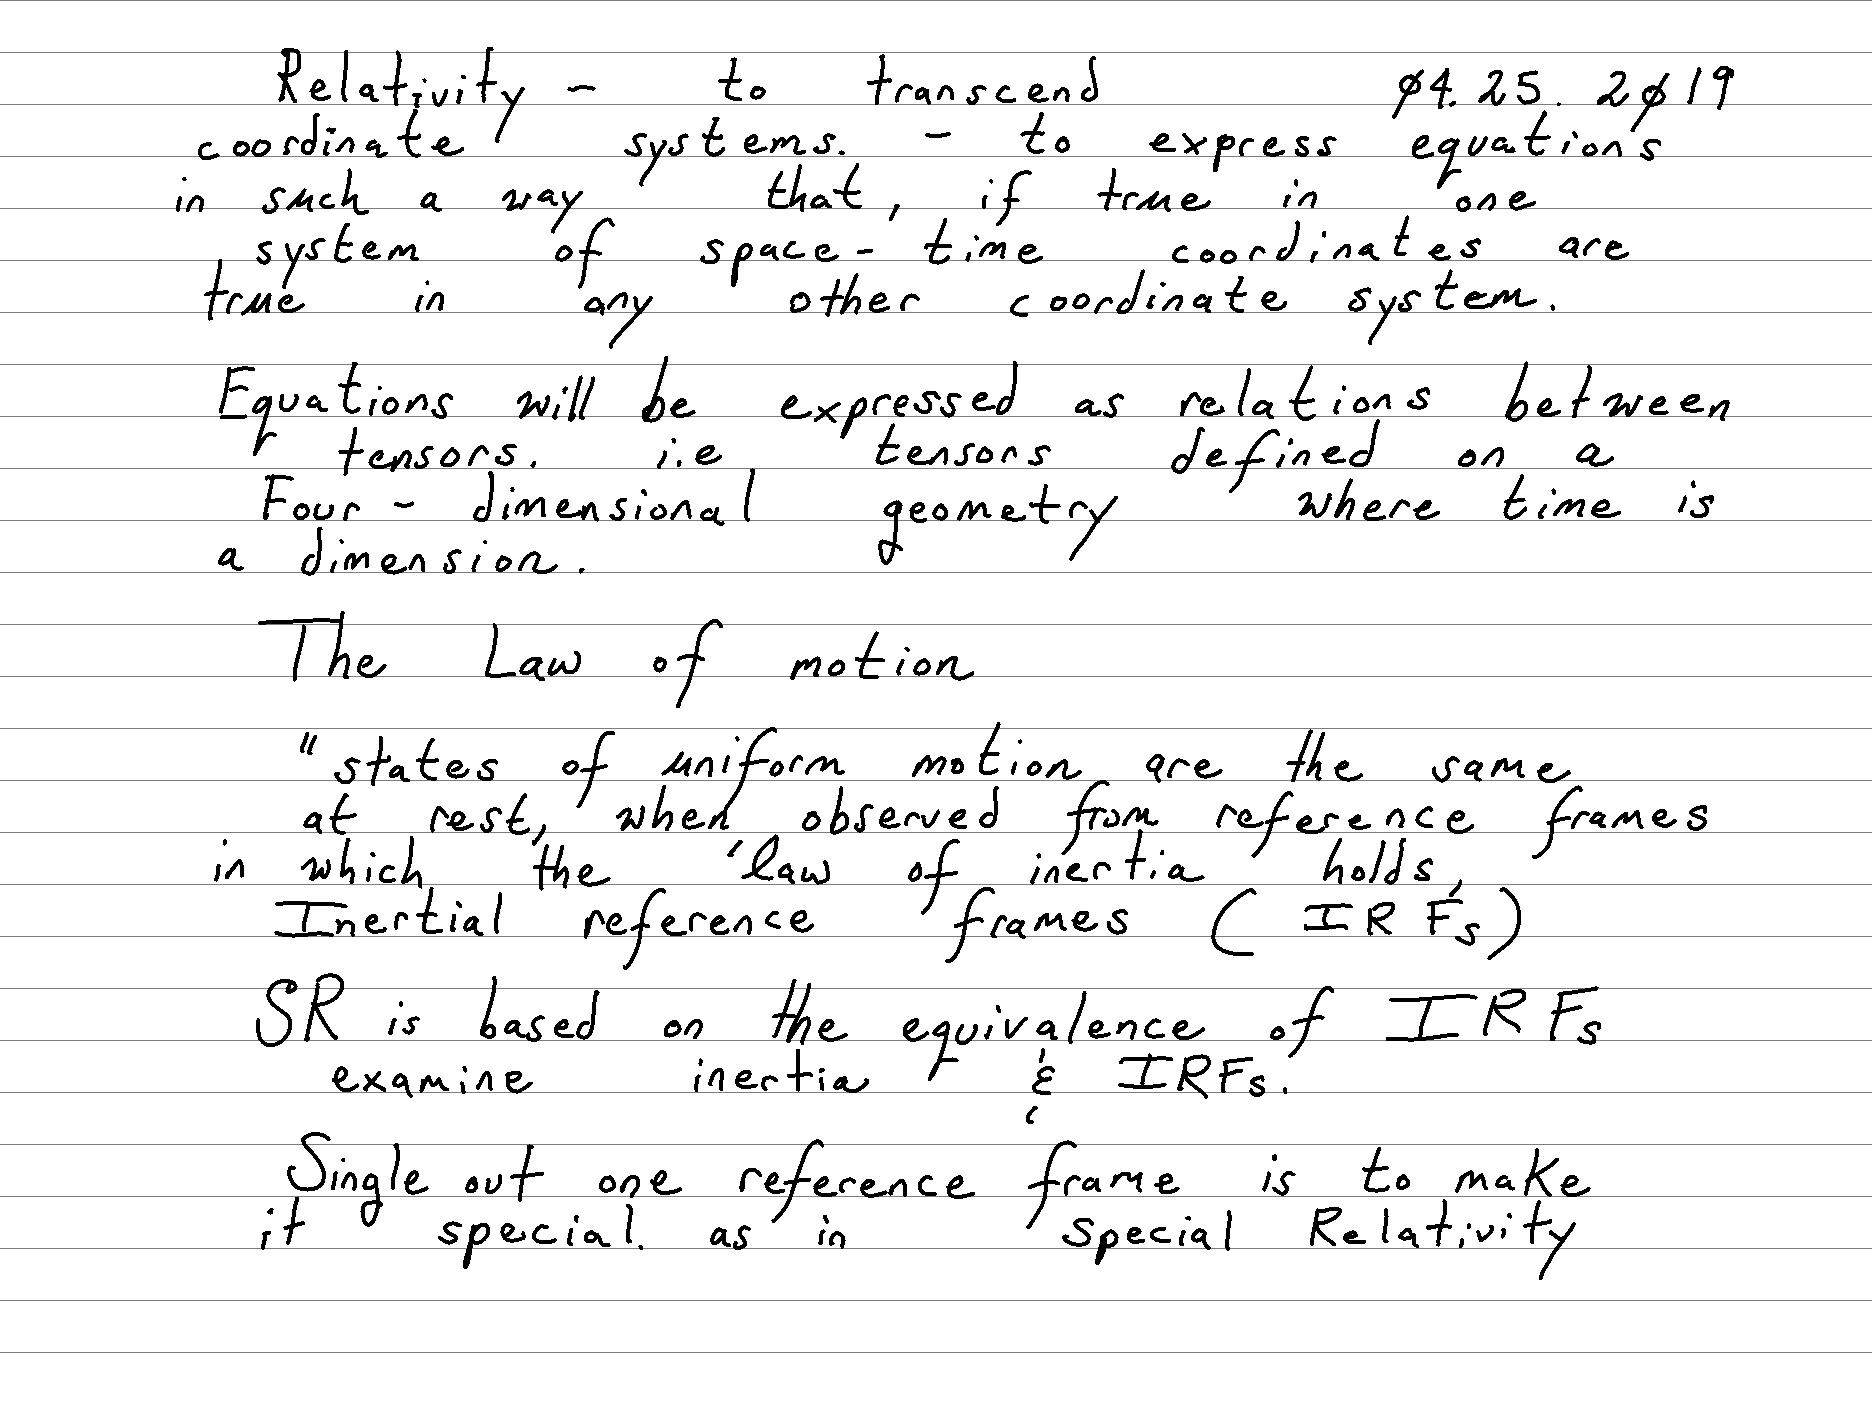 Relativity - to transcend Ø4.25.2Ø19
coordinate systems. - to express equations
in such a way that, if true in one
system of space-time coordinates are
true in any other coordinate system.
Equations will be expressed as relations between
tensors. i.e tensors defined on a
Four-dimensional geometry where time is
a dimension.
The Law of motion
"states of uniform motion are the same
at rest, when observed from reference frames
in which the 'law of inertia holds,
Inertial reference frames (IRF's)
SR is based on the equivalence of IRFs
examine inertia & IRFs.
Single out one reference frame is to make
it special. as in Special Relativity